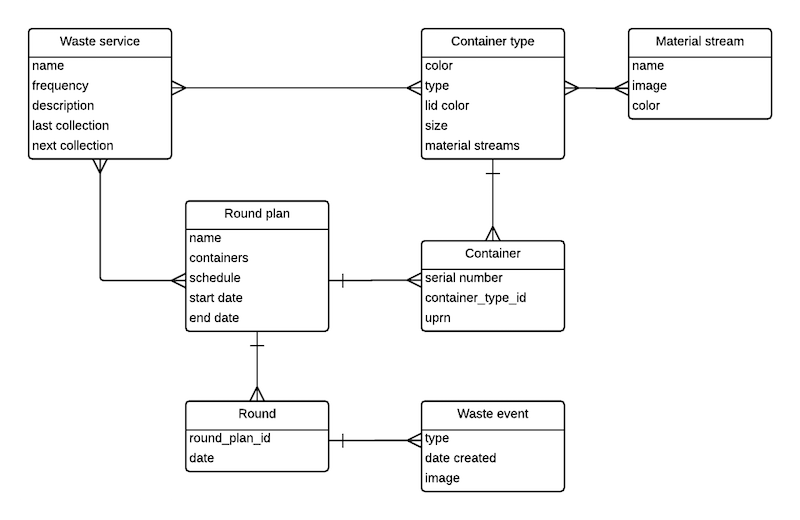 Waste service
name
frequency
description
last collection
next collection
Container type
color
type
lid color
size
material streams
Material stream
name
image
color
Round plan
name
containers
schedule
start date
end date
Container
serial number
container_type_id
uprn
Round
round_plan_id
date
Waste event
type
date created
image